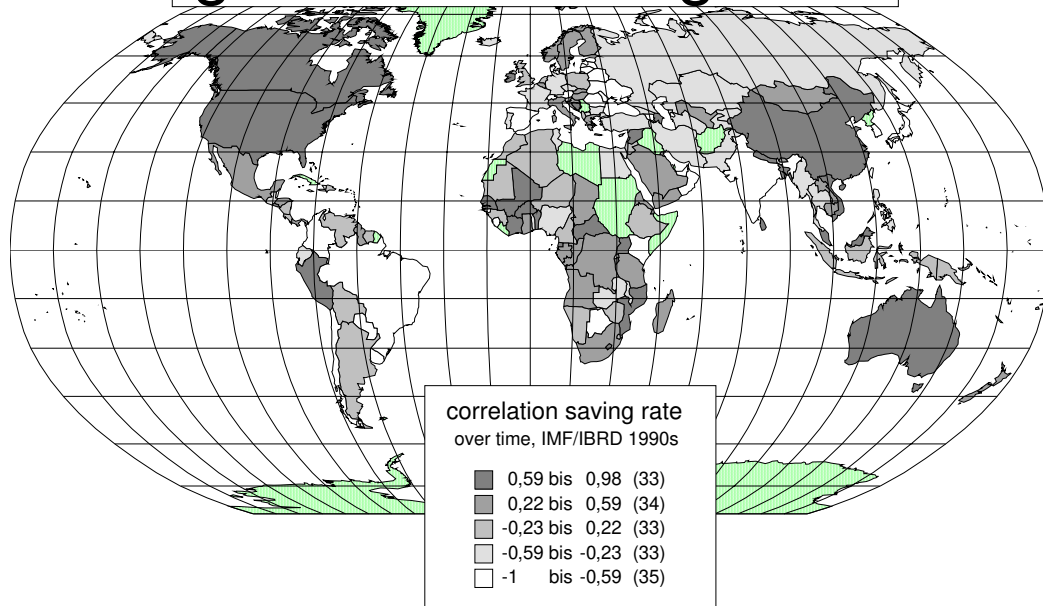 correlation saving rate
over time, IMF/IBRD 1990s
0,59 bis 0,98 (33)
0,22 bis 0,59 (34)
-0,23 bis 0,22 (33)
-0,59 bis -0,23 (33)
-1 bis -0,59 (35)